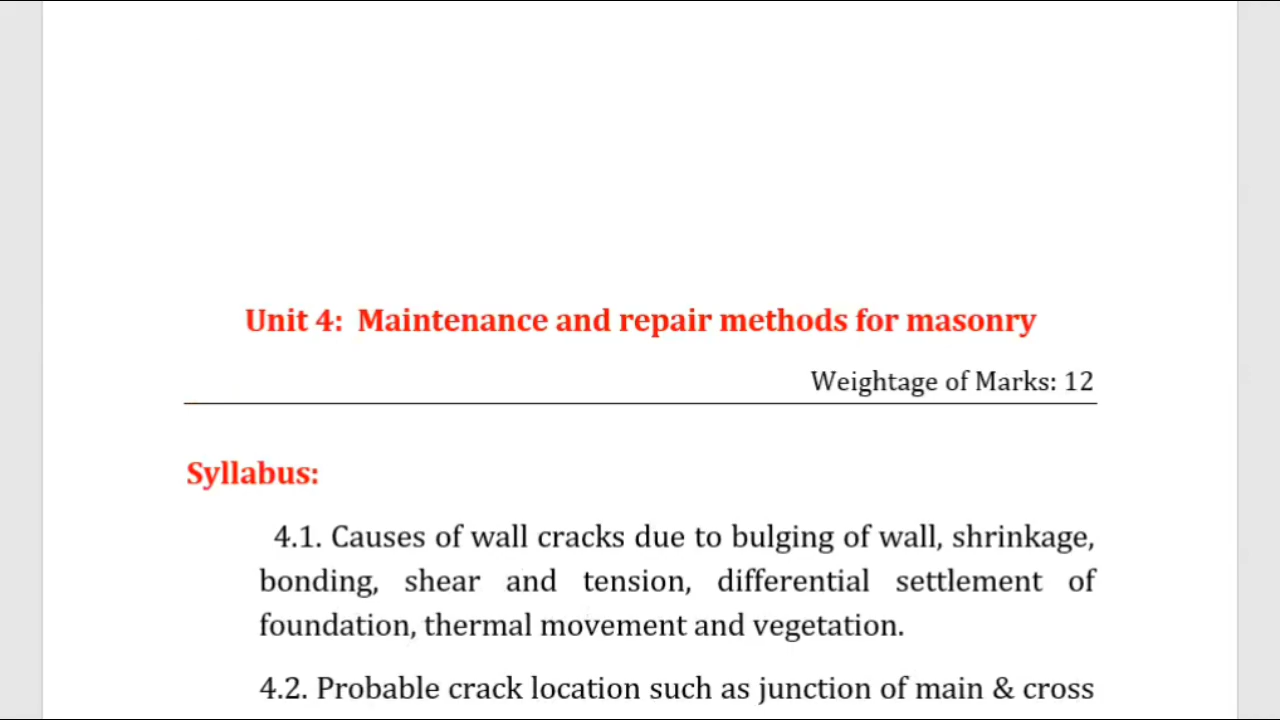 Unit 4: Maintenance and repair methods for masonry
Weightage of Marks: 12
Syllabus:
4.1. Causes of wall cracks due to bulging of wall, shrinkage,
bonding, shear and tension, differential settlement of
foundation, thermal movement and vegetation.
4.2. Probable crack location such as junction of main & cross